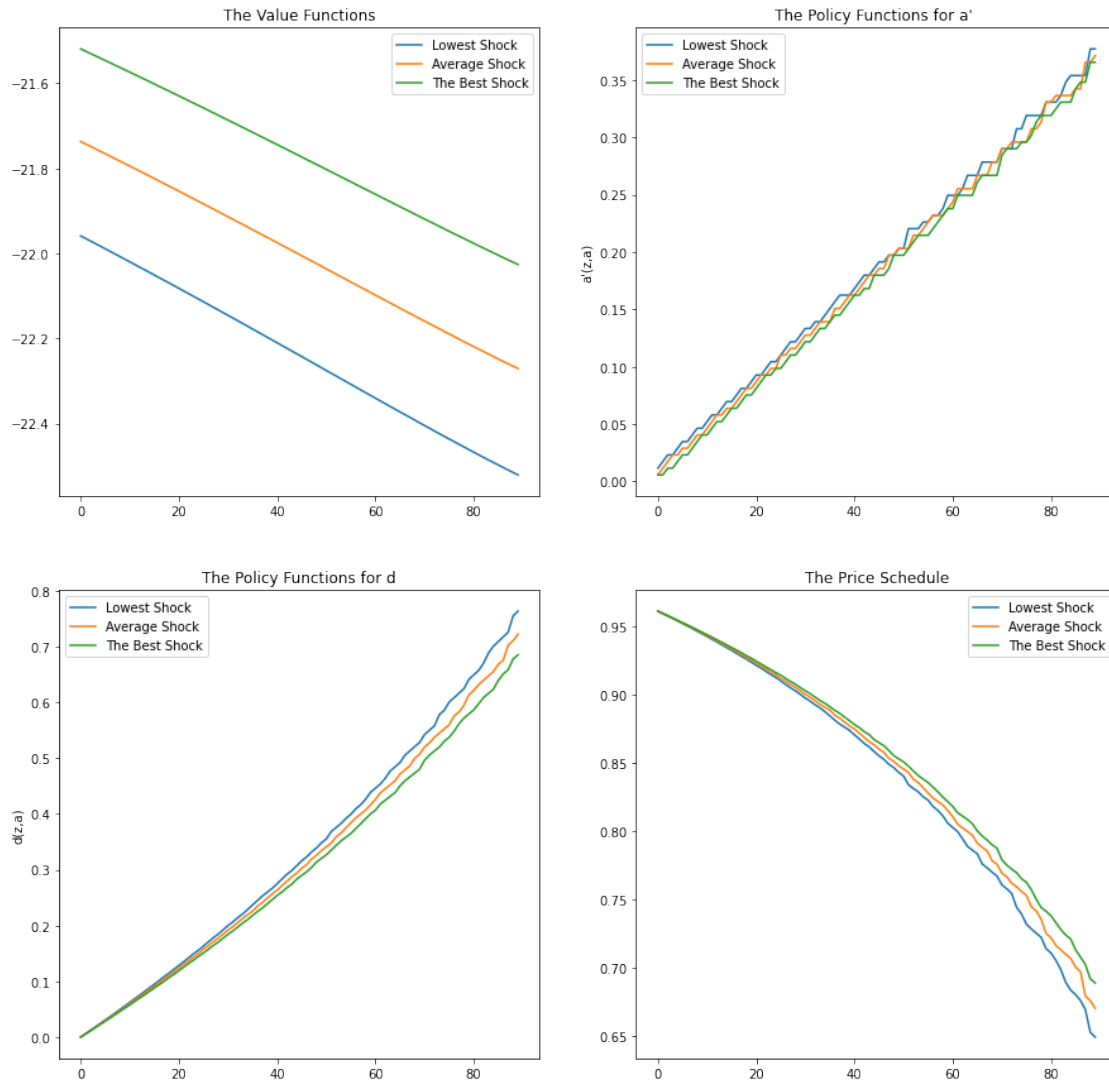 The Value Functions
Lowest Shock
Average Shock
The Best Shock
−21.6
−21.8
−22.0
−22.2
−22.4
0
20
40
60
80
The Policy Functions for a'
Lowest Shock
Average Shock
The Best Shock
a'(z,a)
0.35
0.30
0.25
0.20
0.15
0.10
0.05
0.00
0
20
40
60
80
The Policy Functions for d
Lowest Shock
Average Shock
The Best Shock
d(z,a)
0.8
0.7
0.6
0.5
0.4
0.3
0.2
0.1
0.0
0
20
40
60
80
The Price Schedule
Lowest Shock
Average Shock
The Best Shock
0.95
0.90
0.85
0.80
0.75
0.70
0.65
0
20
40
60
80